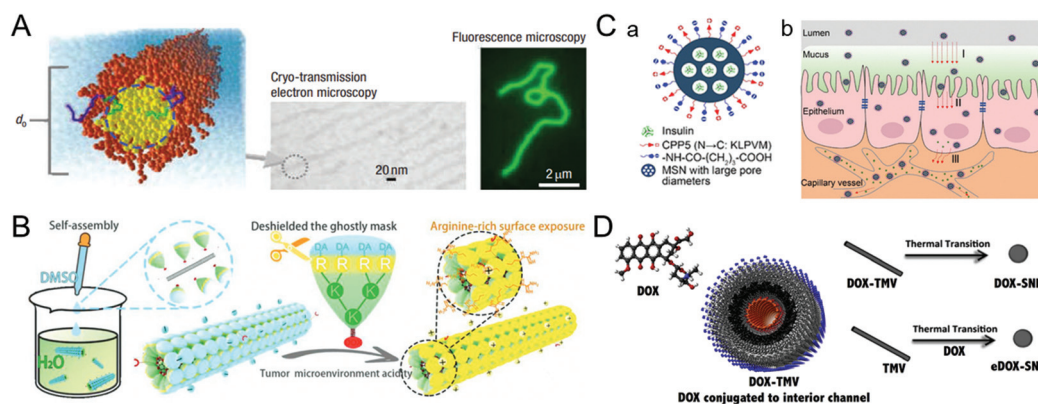 A
d₀
Cryo-transmission
electron microscopy
20 nm
Fluorescence microscopy
2 μm
B
Self-assembly
DMSO
H₂O
Deshielded the ghostly mask
DA DA DA DA
R R R R
K K
K
Tumor microenvironment acidity
Arginine-rich surface exposure
C
a
Insulin
CPP5 (N→C: KLPVM)
-NH-CO-(CH₂)₃-COOH
MSN with large pore
diameters
b
Lumen
Mucus
Epithelium
Capillary vessel
I
II
III
D
DOX
DOX-TMV
DOX conjugated to interior channel
DOX-TMV
Thermal Transition
DOX-SNP
TMV
Thermal Transition
DOX